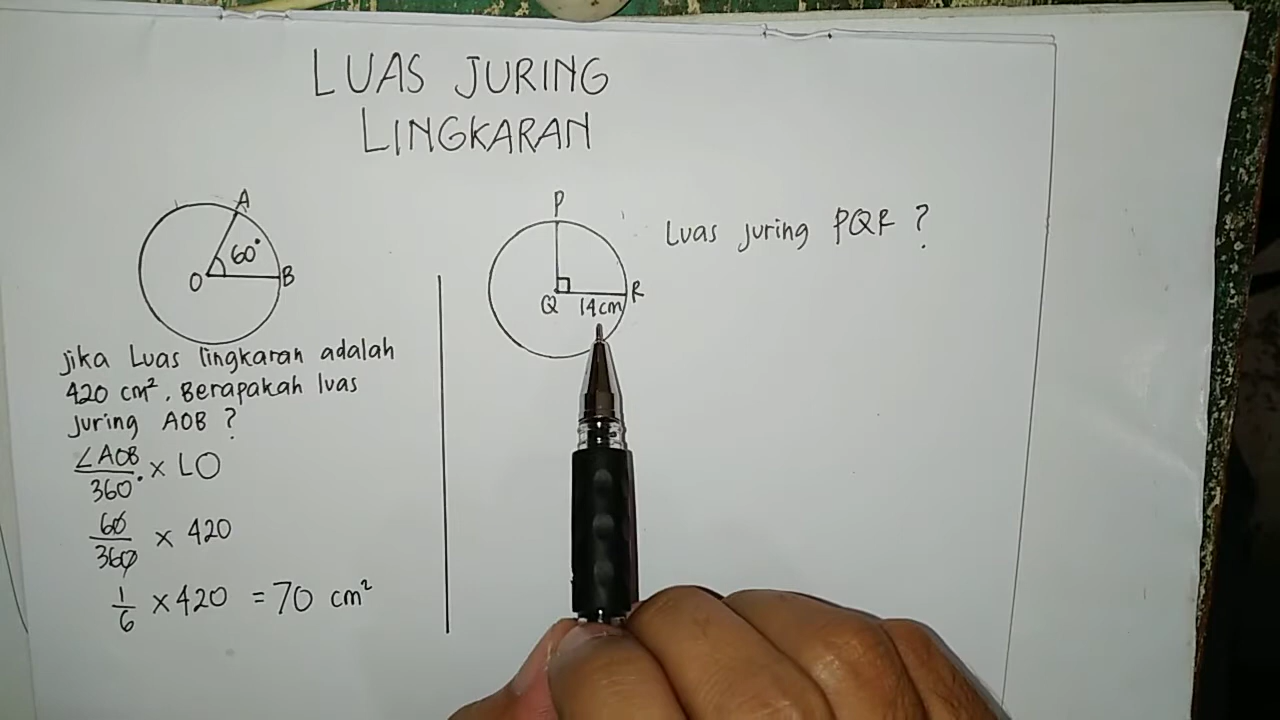 LUAS JURING
LINGKARAN
A
60°
O
B
jika Luas lingkaran adalah
420 cm². Berapakah luas
juring AOB ?
∠AOB/360° × LO
60/360 × 420
1/6 × 420 = 70 cm²
P
Q
14cm
R
Luas juring PQR ?